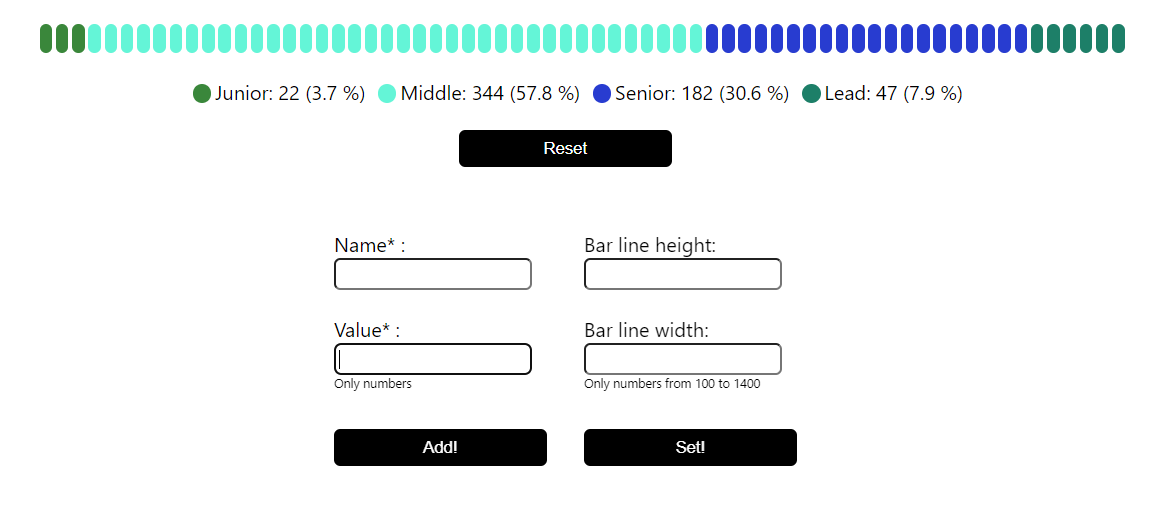 Junior: 22 (3.7 %) Middle: 344 (57.8 %) Senior: 182 (30.6 %) Lead: 47 (7.9 %)
Reset
Name* : Bar line height:
Value* : Bar line width:
Only numbers Only numbers from 100 to 1400
Add! Set!